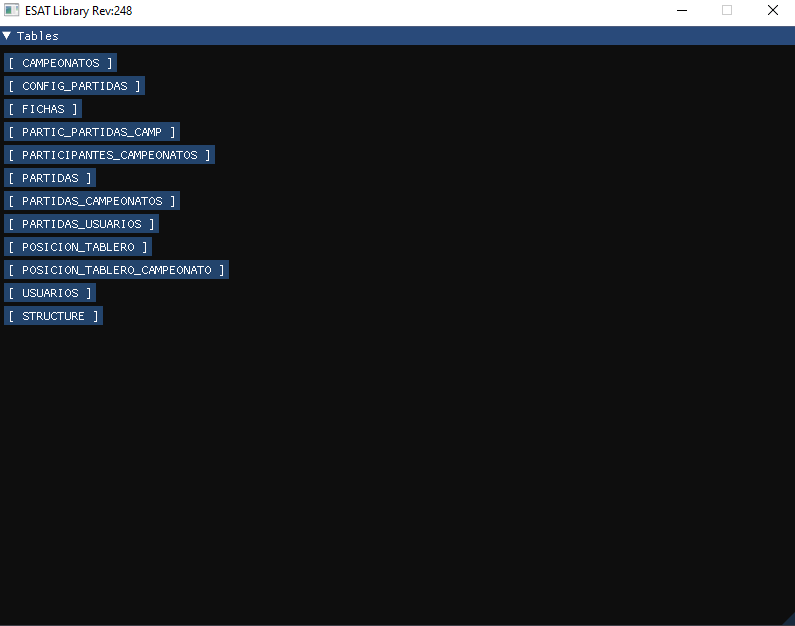 ESAT Library Rev:248
Tables
[ CAMPEONATOS ]
[ CONFIG_PARTIDAS ]
[ FICHAS ]
[ PARTIC_PARTIDAS_CAMP ]
[ PARTICIPANTES_CAMPEONATOS ]
[ PARTIDAS ]
[ PARTIDAS_CAMPEONATOS ]
[ PARTIDAS_USUARIOS ]
[ POSICION_TABLERO ]
[ POSICION_TABLERO_CAMPEONATO ]
[ USUARIOS ]
[ STRUCTURE ]